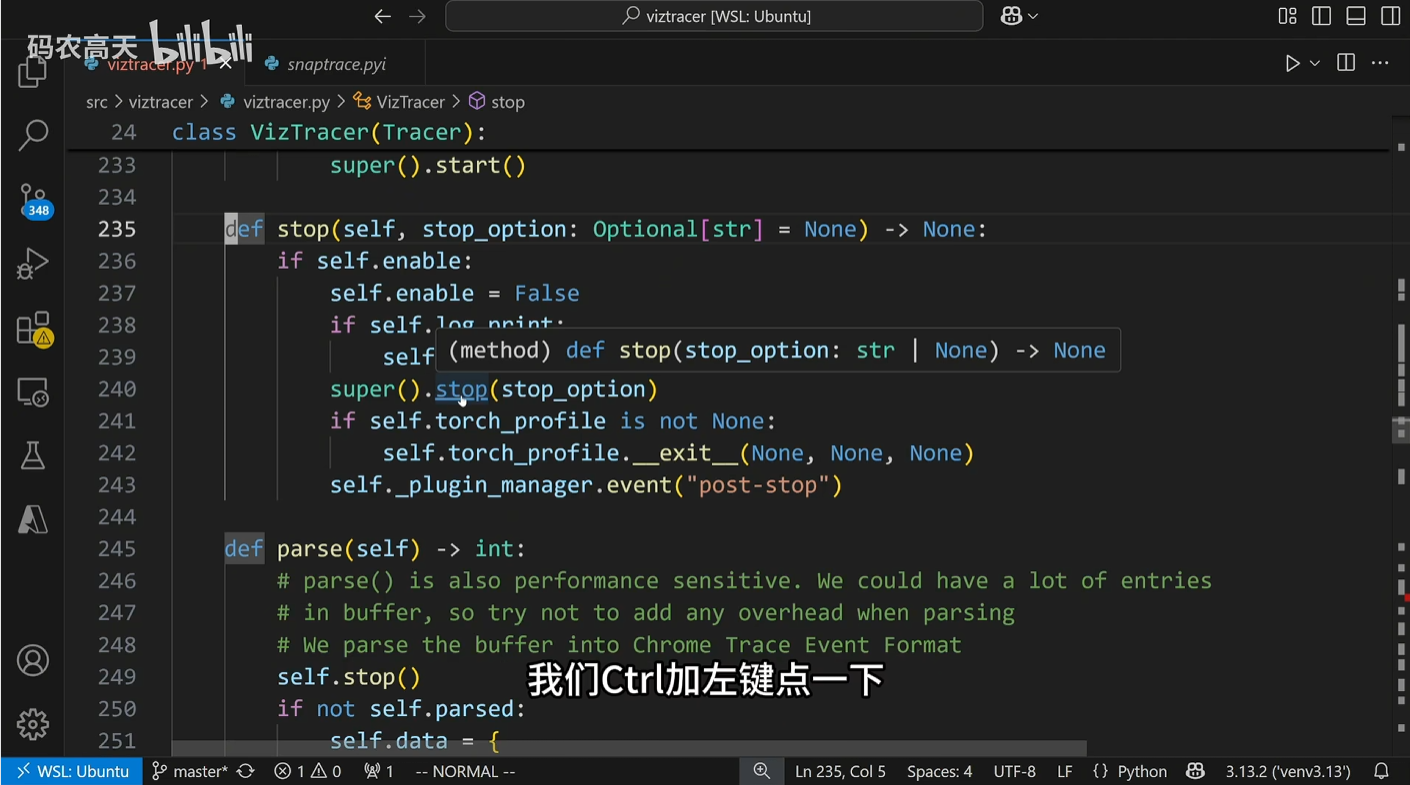 viztracer [WSL: Ubuntu]
码农高天 bilibili
viztracer.py 1
snaptrace.pyi
src > viztracer > viztracer.py > VizTracer > stop
24 class VizTracer(Tracer):
233 super().start()
234
235 def stop(self, stop_option: Optional[str] = None) -> None:
236 if self.enable:
237 self.enable = False
238 if self.log_print:
(method) def stop(stop_option: str | None) -> None
239 self
240 super().stop(stop_option)
241 if self.torch_profile is not None:
242 self.torch_profile.__exit__(None, None, None)
243 self._plugin_manager.event("post-stop")
244
245 def parse(self) -> int:
246 # parse() is also performance sensitive. We could have a lot of entries
247 # in buffer, so try not to add any overhead when parsing
248 # We parse the buffer into Chrome Trace Event Format
249 self.stop()
我们Ctrl加左键点一下
250 if not self.parsed:
251 self.data = {
348
WSL: Ubuntu master* 1 0 1 -- NORMAL -- Ln 235, Col 5 Spaces: 4 UTF-8 LF {} Python 3.13.2 ('venv3.13')